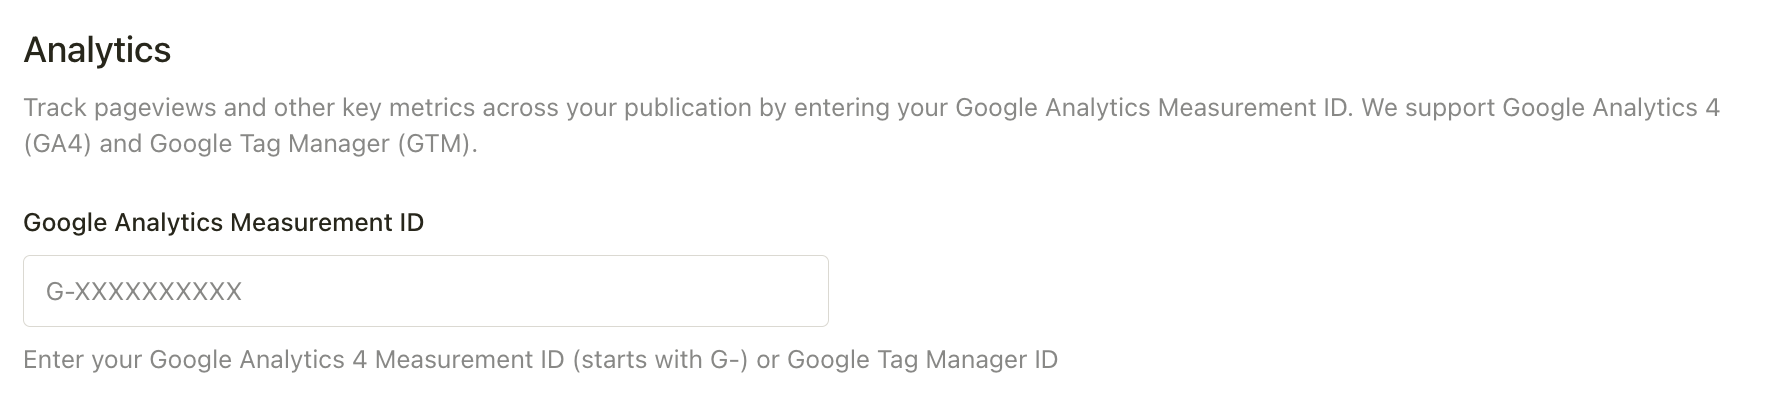 Analytics
Track pageviews and other key metrics across your publication by entering your Google Analytics Measurement ID. We support Google Analytics 4
(GA4) and Google Tag Manager (GTM).
Google Analytics Measurement ID
G-XXXXXXXXXX
Enter your Google Analytics 4 Measurement ID (starts with G-) or Google Tag Manager ID